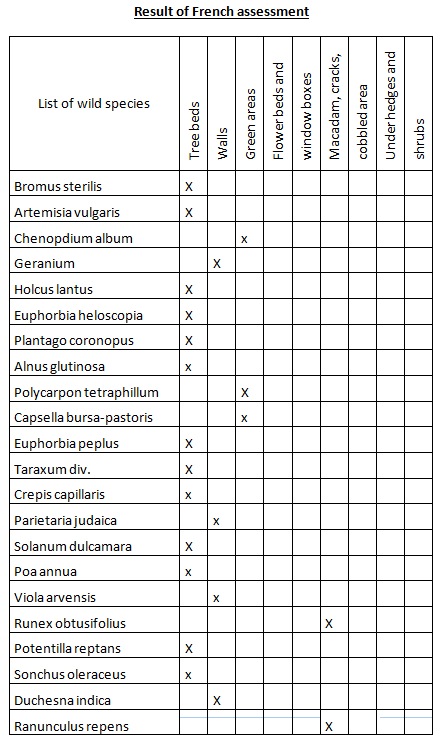 Result of French assessment
List of wild species
Tree beds
Walls
Green areas
Flower beds and
window boxes
Macadam, cracks,
cobbled area
Under hedges and
shrubs
Bromus sterilis X
Artemisia vulgaris X
Chenopdium album x
Geranium X
Holcus lantus X
Euphorbia heloscopia X
Plantago coronopus X
Alnus glutinosa x
Polycarpon tetraphillum X
Capsella bursa-pastoris x
Euphorbia peplus X
Taraxum div. X
Crepis capillaris x
Parietaria judaica x
Solanum dulcamara X
Poa annua x
Viola arvensis x
Runex obtusifolius X
Potentilla reptans X
Sonchus oleraceus x
Duchesna indica X
Ranunculus repens X